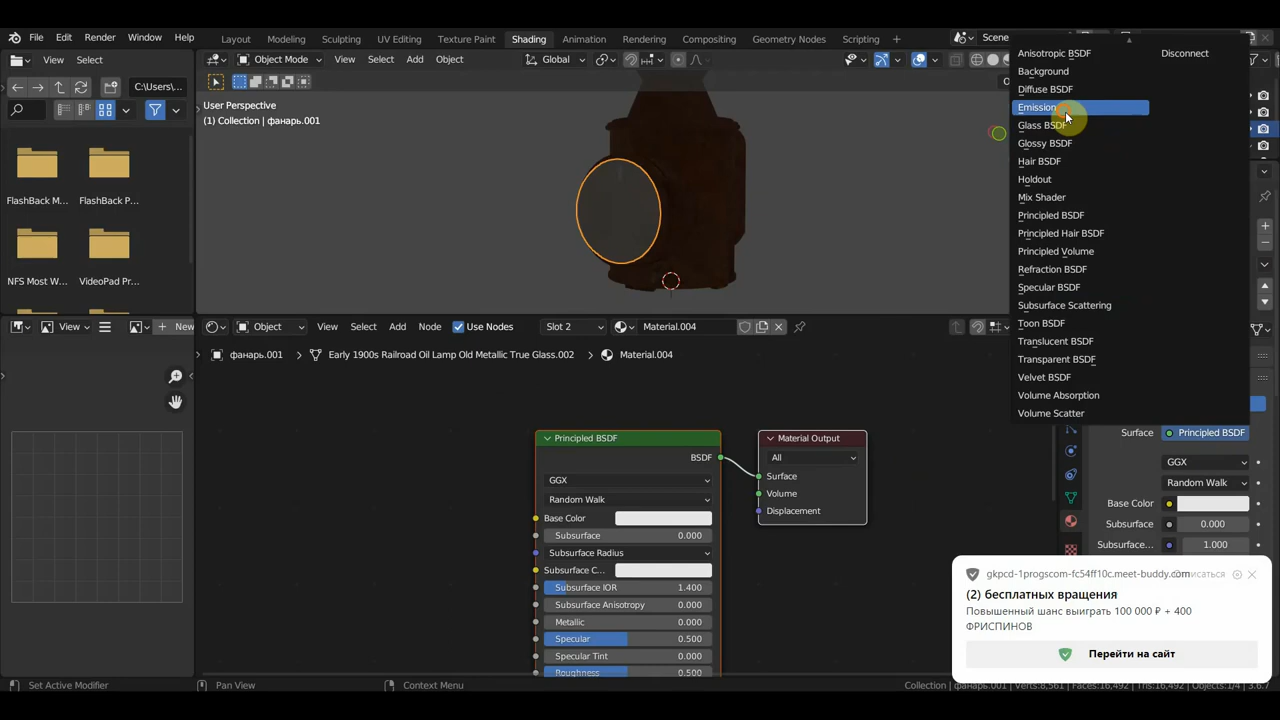 File Edit Render Window Help
Layout Modeling Sculpting UV Editing Texture Paint Shading Animation Rendering Compositing Geometry Nodes Scripting
Scene
View Select
Object Mode View Select Add Object Global
C:\Users\...
User Perspective
(1) Collection | фанарь.001
FlashBack M... FlashBack P...
NFS Most W... VideoPad Pr...
Anisotropic BSDF
Background
Diffuse BSDF
Emission
Glass BSDF
Glossy BSDF
Hair BSDF
Holdout
Mix Shader
Principled BSDF
Principled Hair BSDF
Principled Volume
Refraction BSDF
Specular BSDF
Subsurface Scattering
Toon BSDF
Translucent BSDF
Transparent BSDF
Velvet BSDF
Volume Absorption
Volume Scatter
Disconnect
View New
Object View Select Add Node Use Nodes Slot 2 Material.004
фанарь.001 Early 1900s Railroad Oil Lamp Old Metallic True Glass.002 Material.004
Principled BSDF
BSDF
GGX
Random Walk
Base Color
Subsurface 0.000
Subsurface Radius
Subsurface C...
Subsurface IOR 1.400
Subsurface Anisotropy 0.000
Metallic 0.000
Specular 0.500
Specular Tint 0.000
Roughness 0.500
Material Output
All
Surface
Volume
Displacement
Surface Principled BSDF
GGX
Random Walk
Base Color
Subsurface 0.000
Subsurface... 1.000
gkpcd-1progscom-fc54ff10c.meet-buddy.com
(2) бесплатных вращения
Повышенный шанс выиграть 100 000 ₽ + 400
ФРИСПИНОВ
Перейти на сайт
Set Active Modifier Pan View Context Menu
Collection | фанарь.001 | Verts:8,561 | Faces:16,492 | Tris:16,492 | Objects:1/4 | 3.6.7